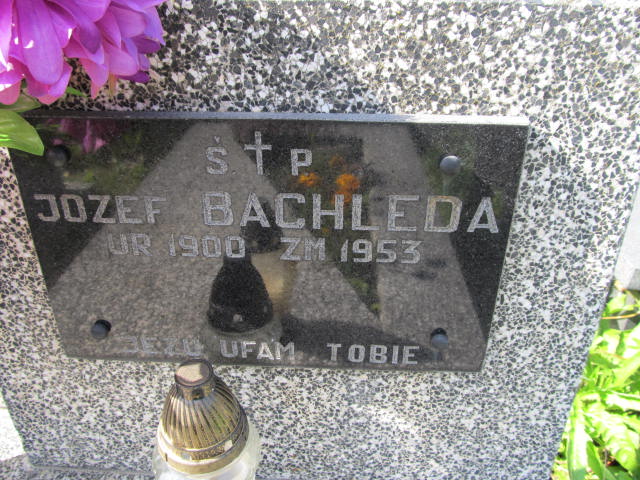 Ś † P
JOZEF BACHLEDA
UR 1900 ZM 1953
JEZU UFAM TOBIE